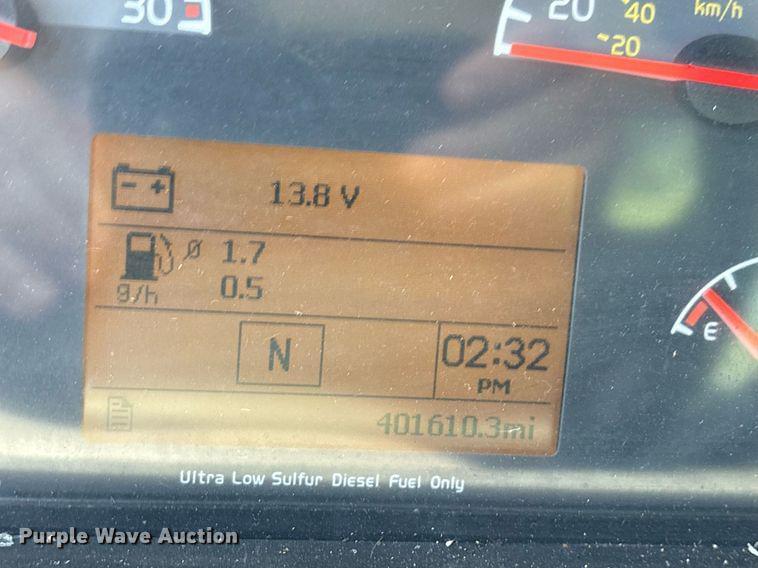 30
20
40
km/h
20
- +
13.8 V
ø 1.7
g/h 0.5
N
02:32
PM
401610.3mi
E
Ultra Low Sulfur Diesel Fuel Only
Purple Wave Auction